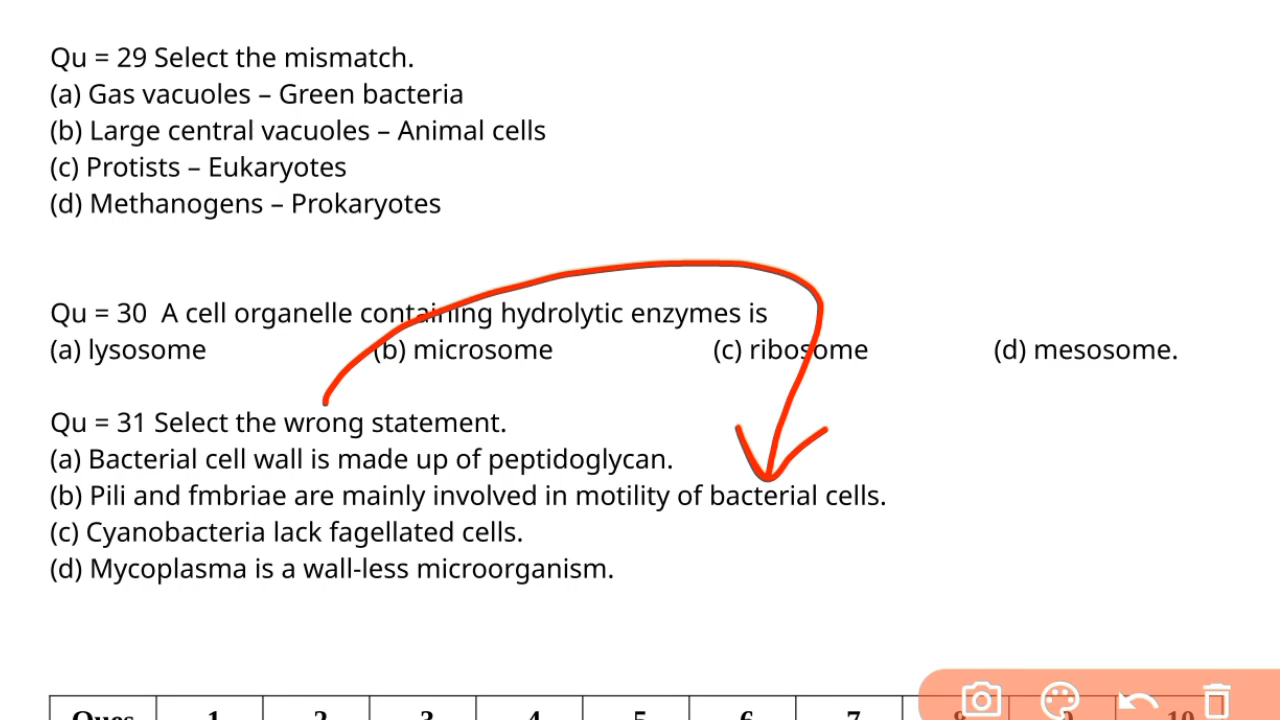 Qu = 29 Select the mismatch.
(a) Gas vacuoles – Green bacteria
(b) Large central vacuoles – Animal cells
(c) Protists – Eukaryotes
(d) Methanogens – Prokaryotes
Qu = 30 A cell organelle containing hydrolytic enzymes is
(a) lysosome (b) microsome (c) ribosome (d) mesosome.
Qu = 31 Select the wrong statement.
(a) Bacterial cell wall is made up of peptidoglycan.
(b) Pili and fmbriae are mainly involved in motility of bacterial cells.
(c) Cyanobacteria lack fagellated cells.
(d) Mycoplasma is a wall-less microorganism.
Ques 1 2 3 4 5 6 7 8 9 10